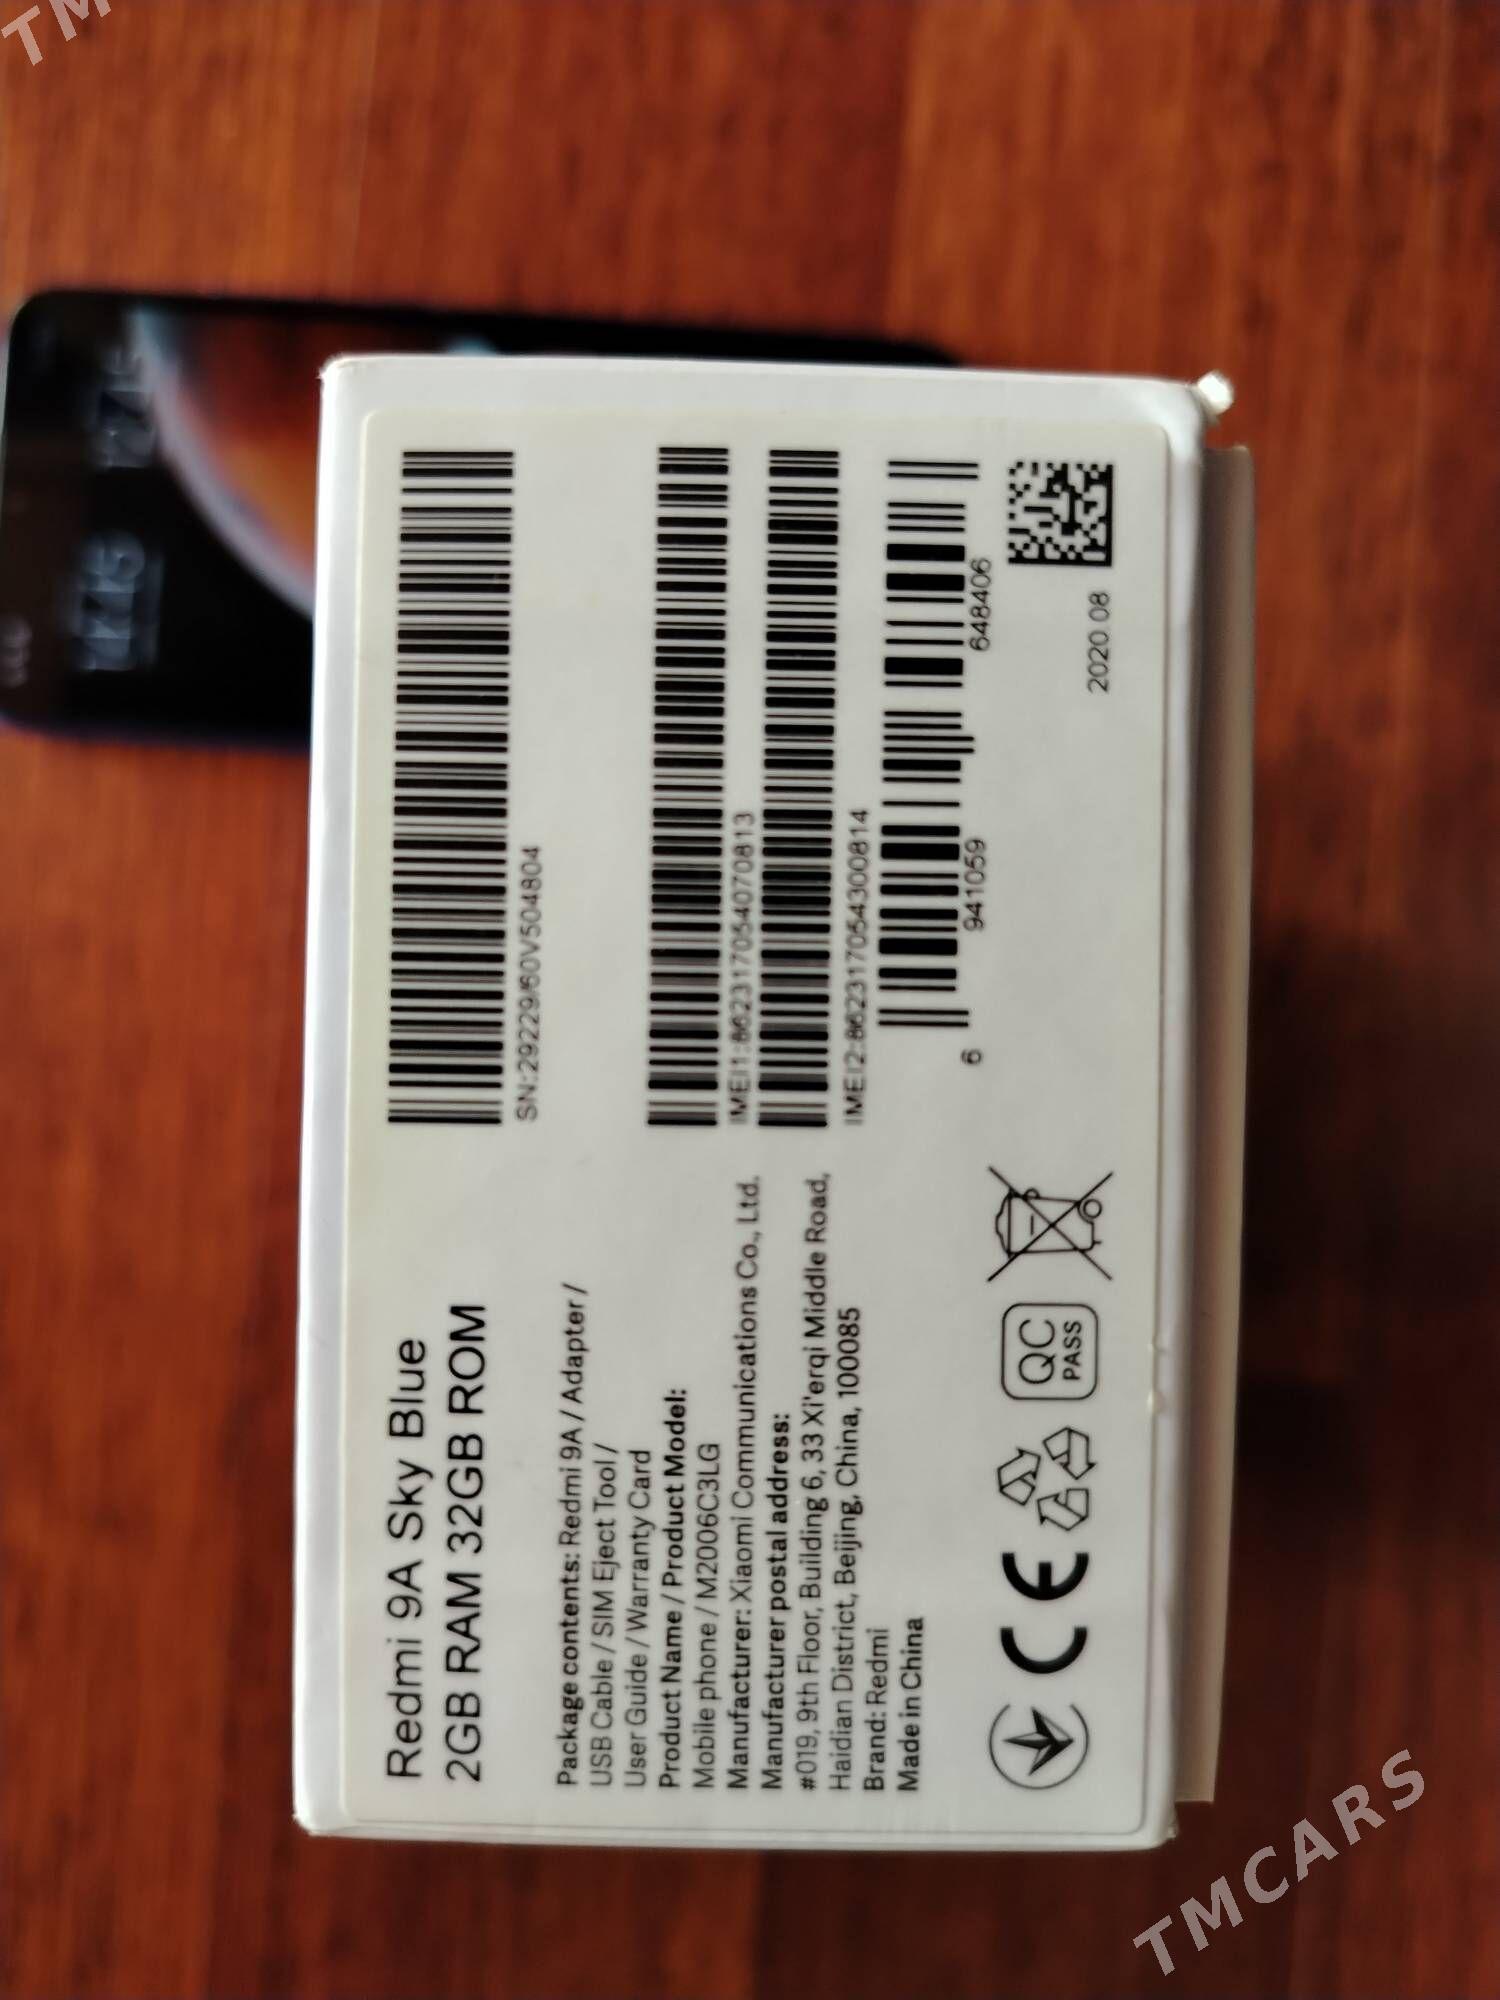 Redmi 9A Sky Blue
2GB RAM 32GB ROM
Package contents: Redmi 9A / Adapter /
USB Cable / SIM Eject Tool /
User Guide / Warranty Card
Product Name / Product Model:
Mobile phone / M2006C3LG
Manufacturer: Xiaomi Communications Co., Ltd.
Manufacturer postal address:
#019, 9th Floor, Building 6, 33 Xi'erqi Middle Road,
Haidian District, Beijing, China, 100085
Brand: Redmi
Made in China
CE
QC
PASS
SN:29229/60V504804
IMEI1:862317054070813
IMEI2:862317054300814
6 941059 648406
2020.08
TMCARS
TM